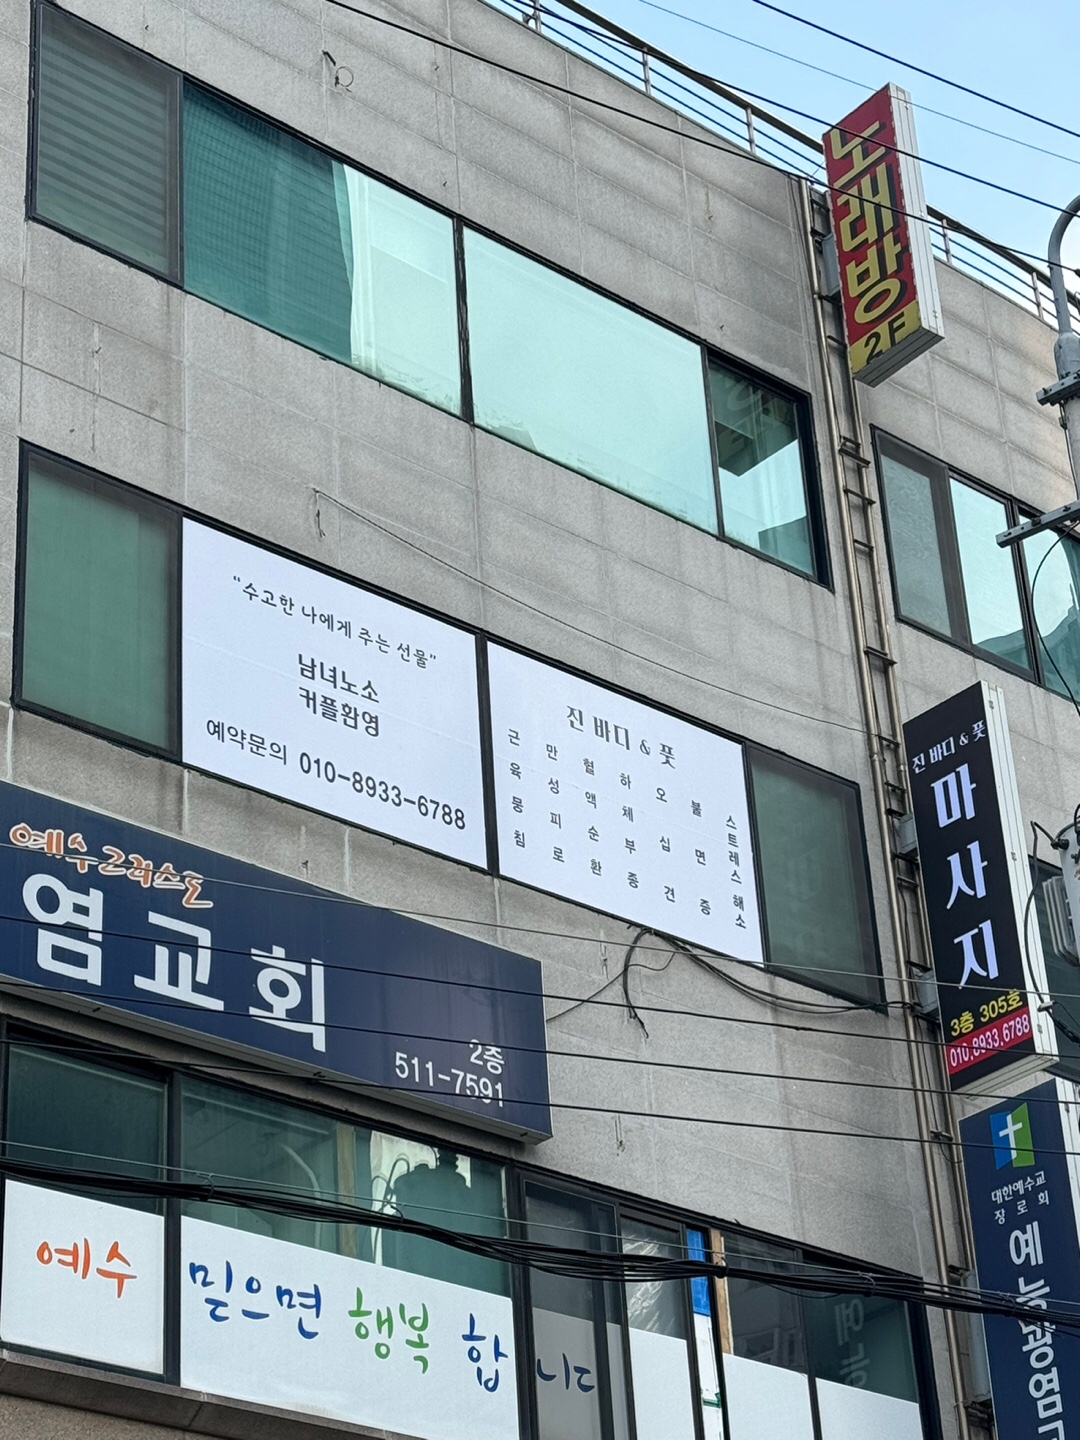 노래방
2F
“수고한 나에게 주는 선물”
남녀노소
커플환영
예약문의 010-8933-6788
진 바디 & 풋
근육뭉침
만성피로
혈액순환
하체부종
오십견
불면증
스트레스 해소
진 바디 & 풋
마사지
3층 305호
010.8933.6788
예수그리스도
염교회
2층
511-7591
대한예수교
장로회
예수
믿으면 행복 합니다